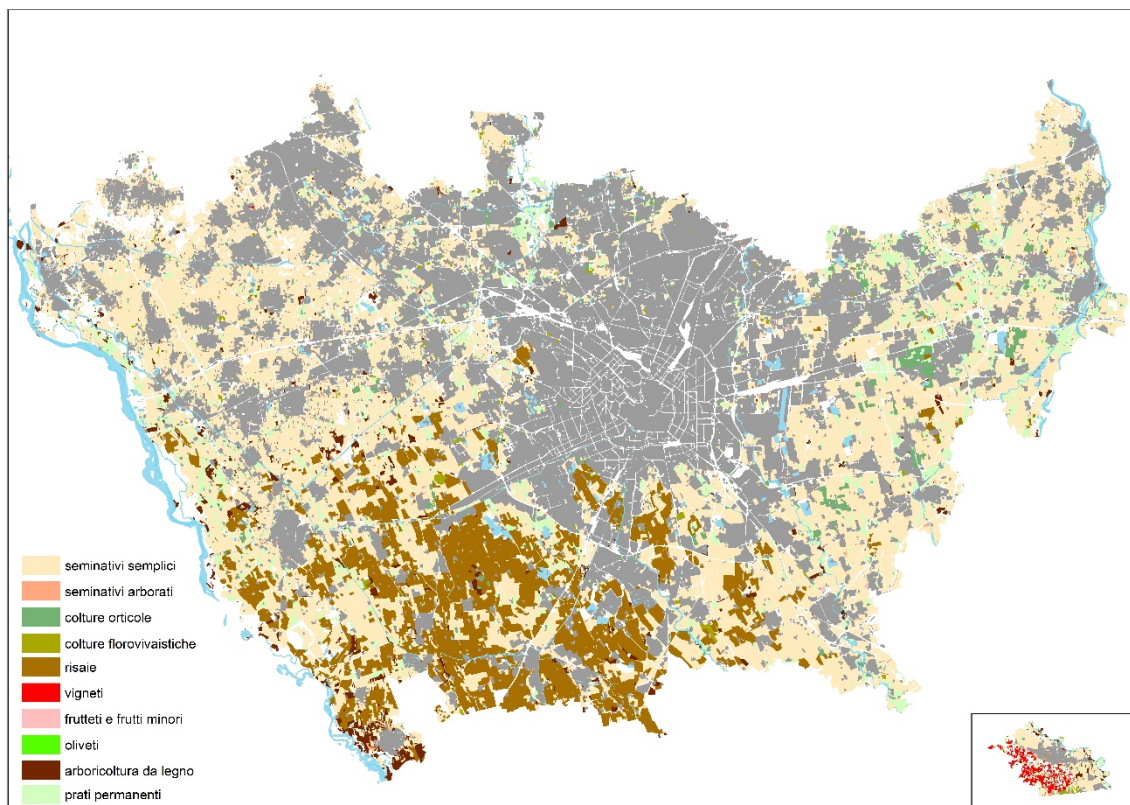 seminativi semplici
seminativi arborati
colture orticole
colture florovivaistiche
risaie
vigneti
frutteti e frutti minori
oliveti
arboricoltura da legno
prati permanenti